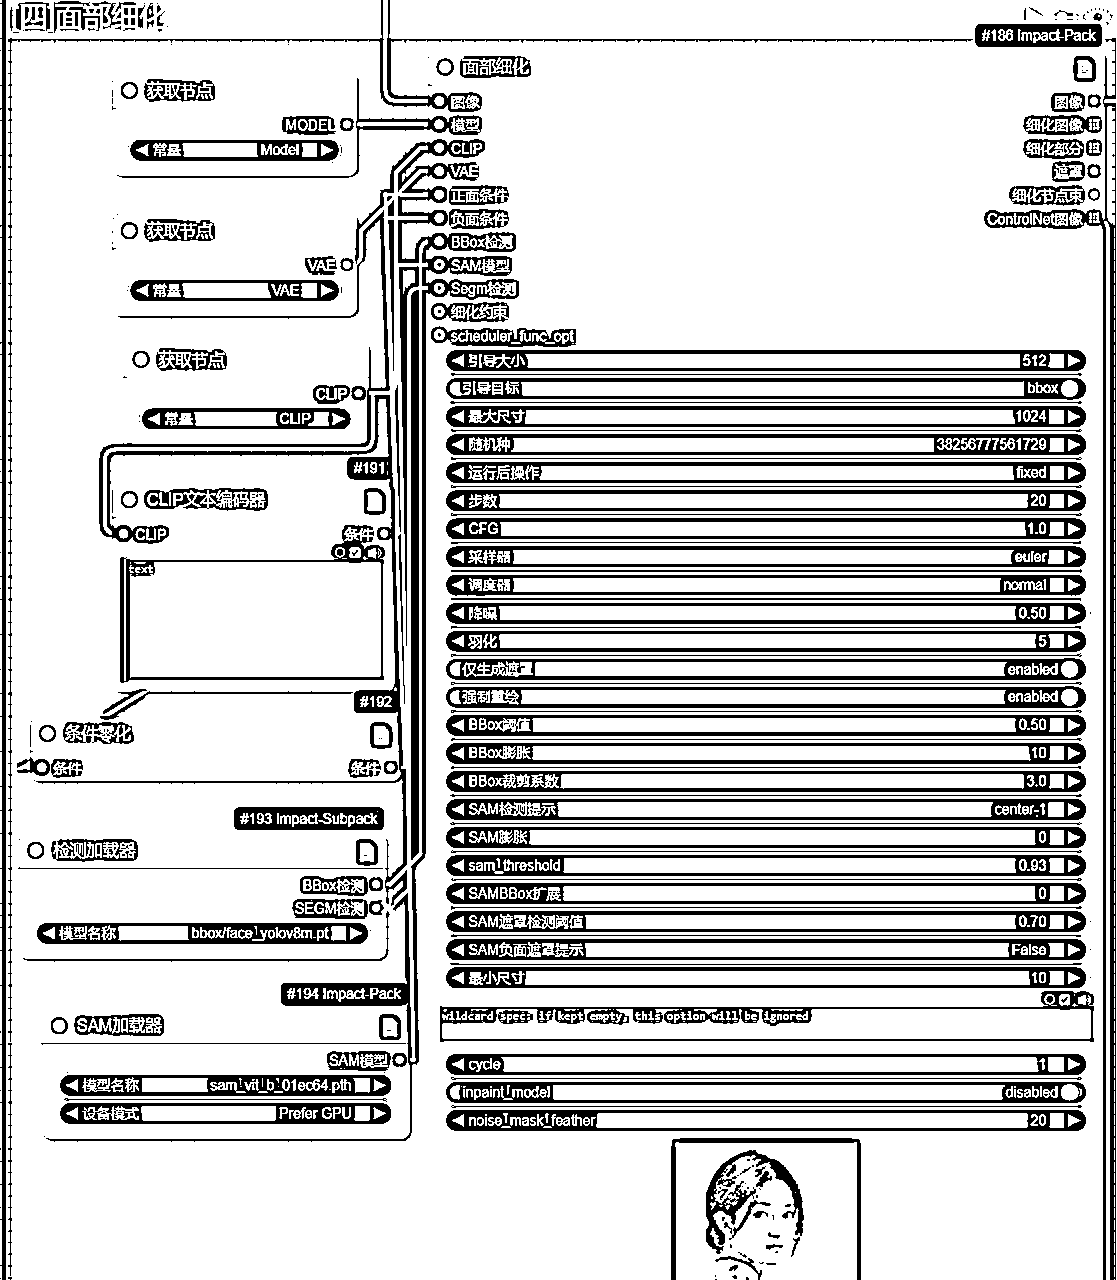 [四]面部细化
#186 Impact-Pack
面部细化
图像
模型
CLIP
VAE
正面条件
负面条件
BBox检测
SAM模型
Segm检测
细化约束
scheduler_func_opt
图像
细化图像
细化部分
遮罩
细化节点束
ControlNet图像
引导大小 512
引导目标 bbox
最大尺寸 1024
随机种 38256777561729
运行后操作 fixed
步数 20
CFG 1.0
采样器 euler
调度器 normal
降噪 0.50
羽化 5
仅生成遮罩 enabled
强制重绘 enabled
BBox阈值 0.50
BBox膨胀 10
BBox裁剪系数 3.0
SAM检测提示 center-1
SAM膨胀 0
sam_threshold 0.93
SAMBBox扩展 0
SAM遮罩检测阈值 0.70
SAM负面遮罩提示 False
最小尺寸 10
wildcard spec: if kept empty, this option will be ignored
cycle 1
inpaint_model disabled
noise_mask_feather 20
获取节点
MODEL
常量 Model
获取节点
VAE
常量 VAE
获取节点
CLIP
常量 CLIP
#191
CLIP文本编码器
CLIP
条件
text
#192
条件零化
条件
条件
#193 Impact-Subpack
检测加载器
BBox检测
SEGM检测
模型名称 bbox/face_yolov8m.pt
#194 Impact-Pack
SAM加载器
SAM模型
模型名称 sam_vit_b_01ec64.pth
设备模式 Prefer GPU